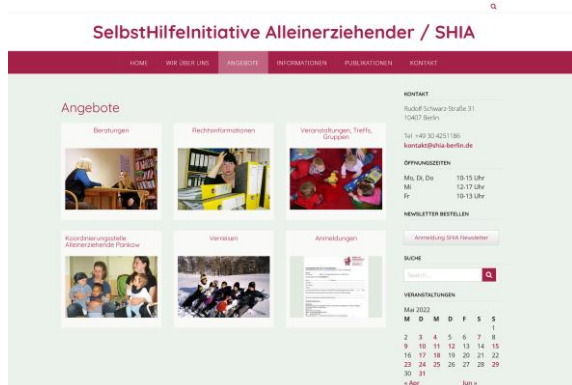 SelbstHilfeInitiative Alleinerziehender / SHIA
HOME WIR ÜBER UNS ANGEBOTE INFORMATIONEN PUBLIKATIONEN KONTAKT
Angebote
Beratungen
Rechtsinformationen
Veranstaltungen, Treffs,
Gruppen
Koordinierungsstelle
Alleinerziehende Pankow
Verreisen
Anmeldungen
KONTAKT
Rudolf-Schwarz-Straße 31
10407 Berlin
Tel +49 30 4251186
kontakt@shia-berlin.de
ÖFFNUNGSZEITEN
Mo, Di, Do 10-15 Uhr
Mi 12-17 Uhr
Fr 10-13 Uhr
NEWSLETTER BESTELLEN
Anmeldung SHIA Newsletter
SUCHE
Search...
VERANSTALTUNGEN
Mai 2022
M D M D F S S
1
2 3 4 5 6 7 8
9 10 11 12 13 14 15
16 17 18 19 20 21 22
23 24 25 26 27 28 29
30 31
« Apr Jun »